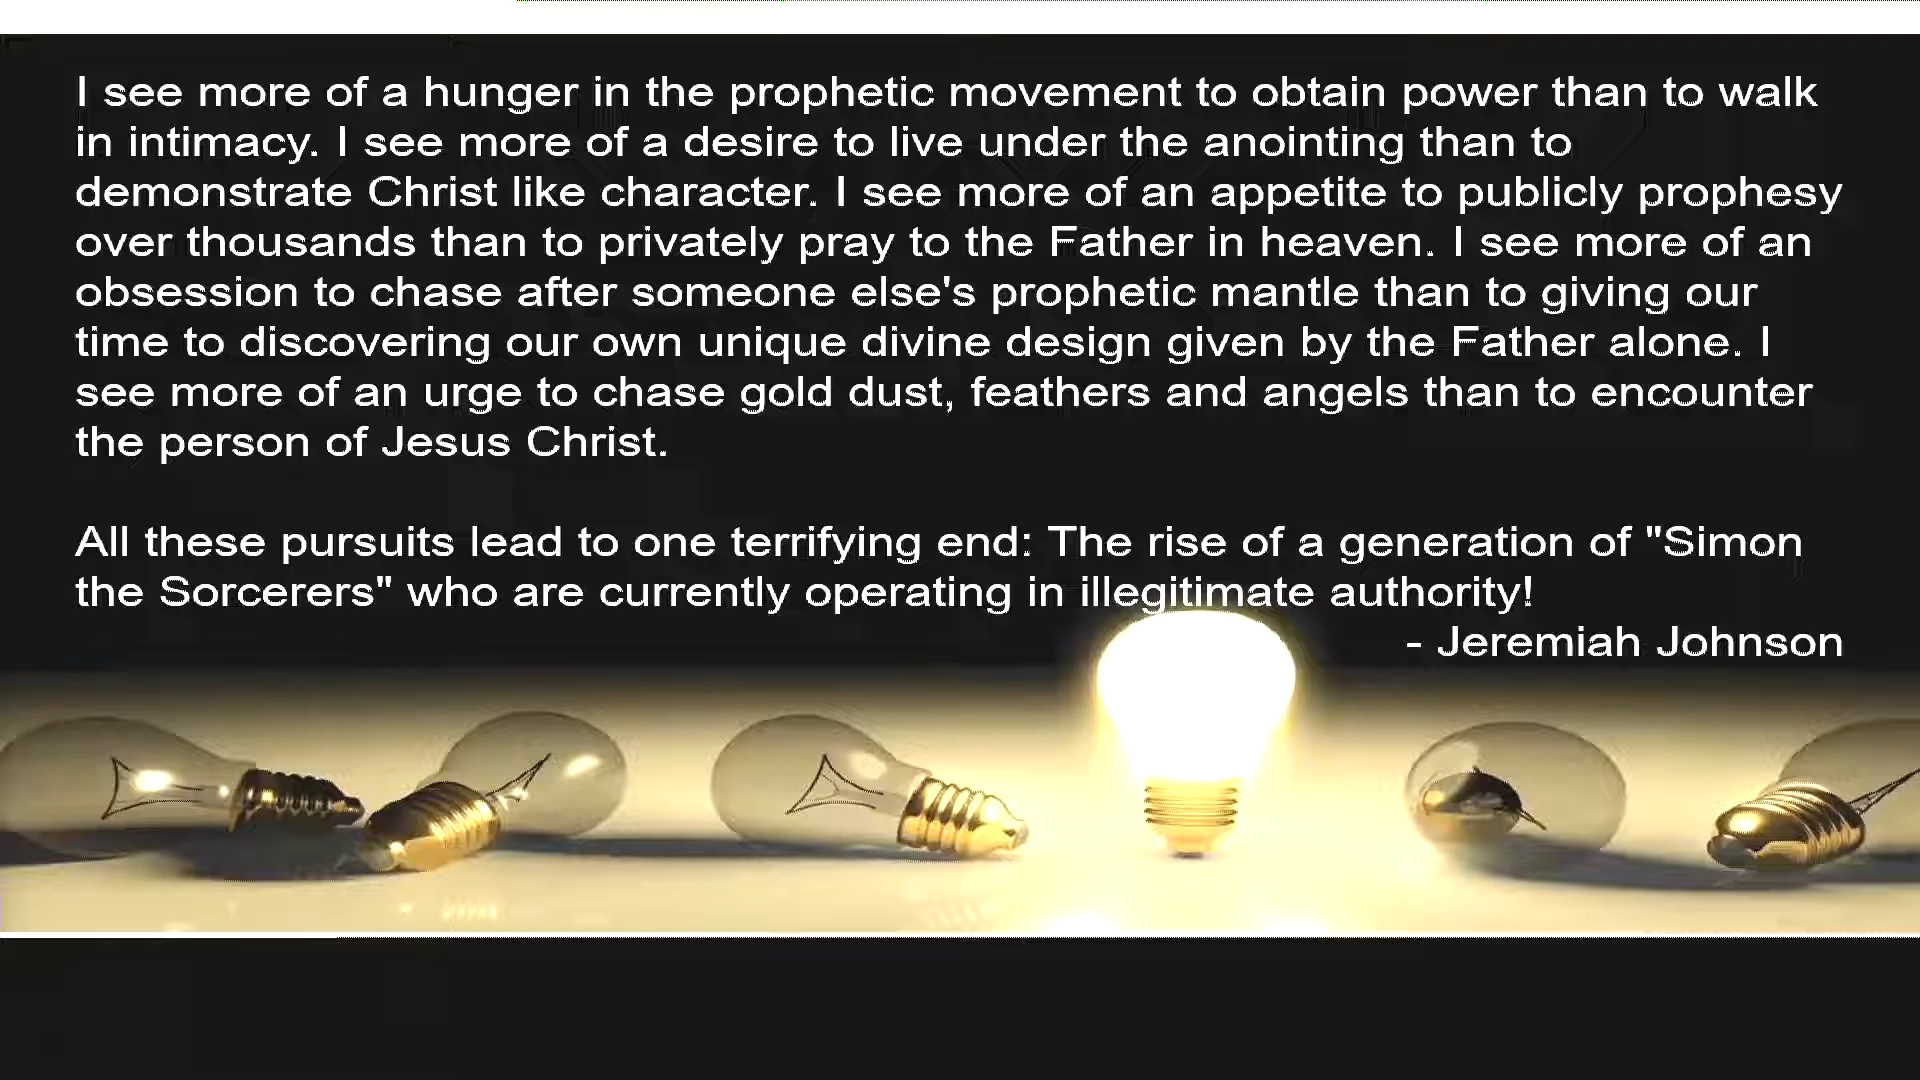 I see more of a hunger in the prophetic movement to obtain power than to walk
in intimacy. I see more of a desire to live under the anointing than to
demonstrate Christ like character. I see more of an appetite to publicly prophesy
over thousands than to privately pray to the Father in heaven. I see more of an
obsession to chase after someone else's prophetic mantle than to giving our
time to discovering our own unique divine design given by the Father alone. I
see more of an urge to chase gold dust, feathers and angels than to encounter
the person of Jesus Christ.
All these pursuits lead to one terrifying end: The rise of a generation of "Simon
the Sorcerers" who are currently operating in illegitimate authority!
- Jeremiah Johnson